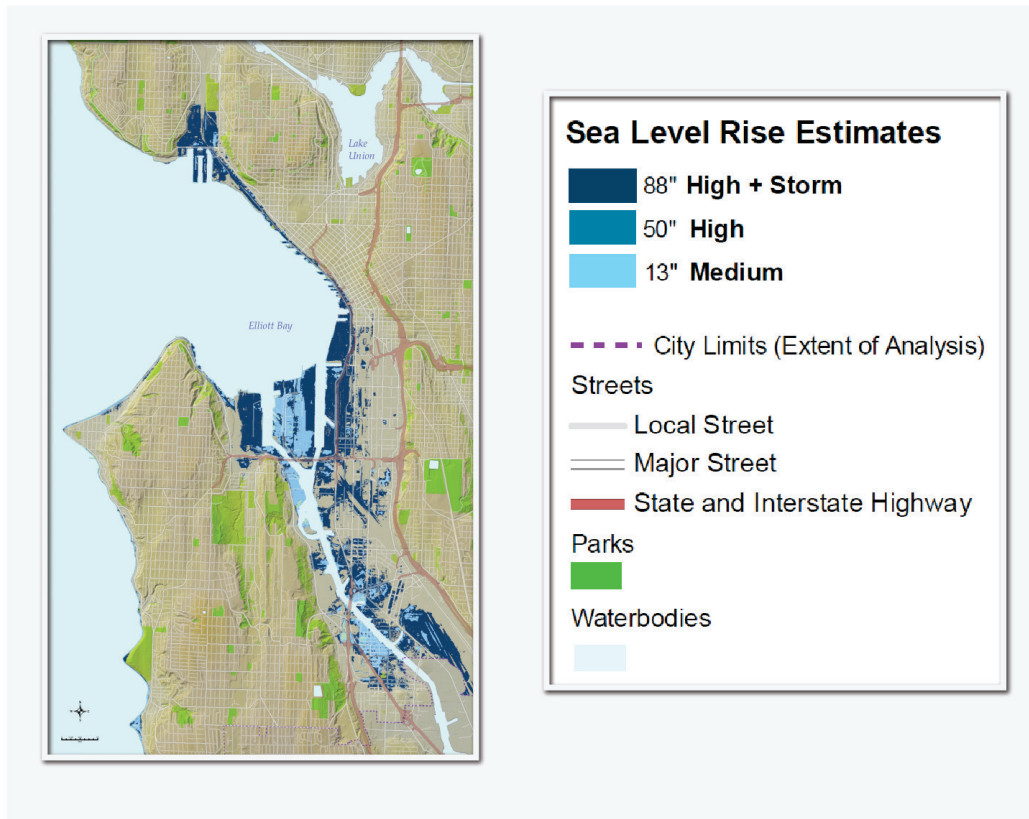 Lake
Union
Elliott Bay
Sea Level Rise Estimates
88" High + Storm
50" High
13" Medium
City Limits (Extent of Analysis)
Streets
Local Street
Major Street
State and Interstate Highway
Parks
Waterbodies